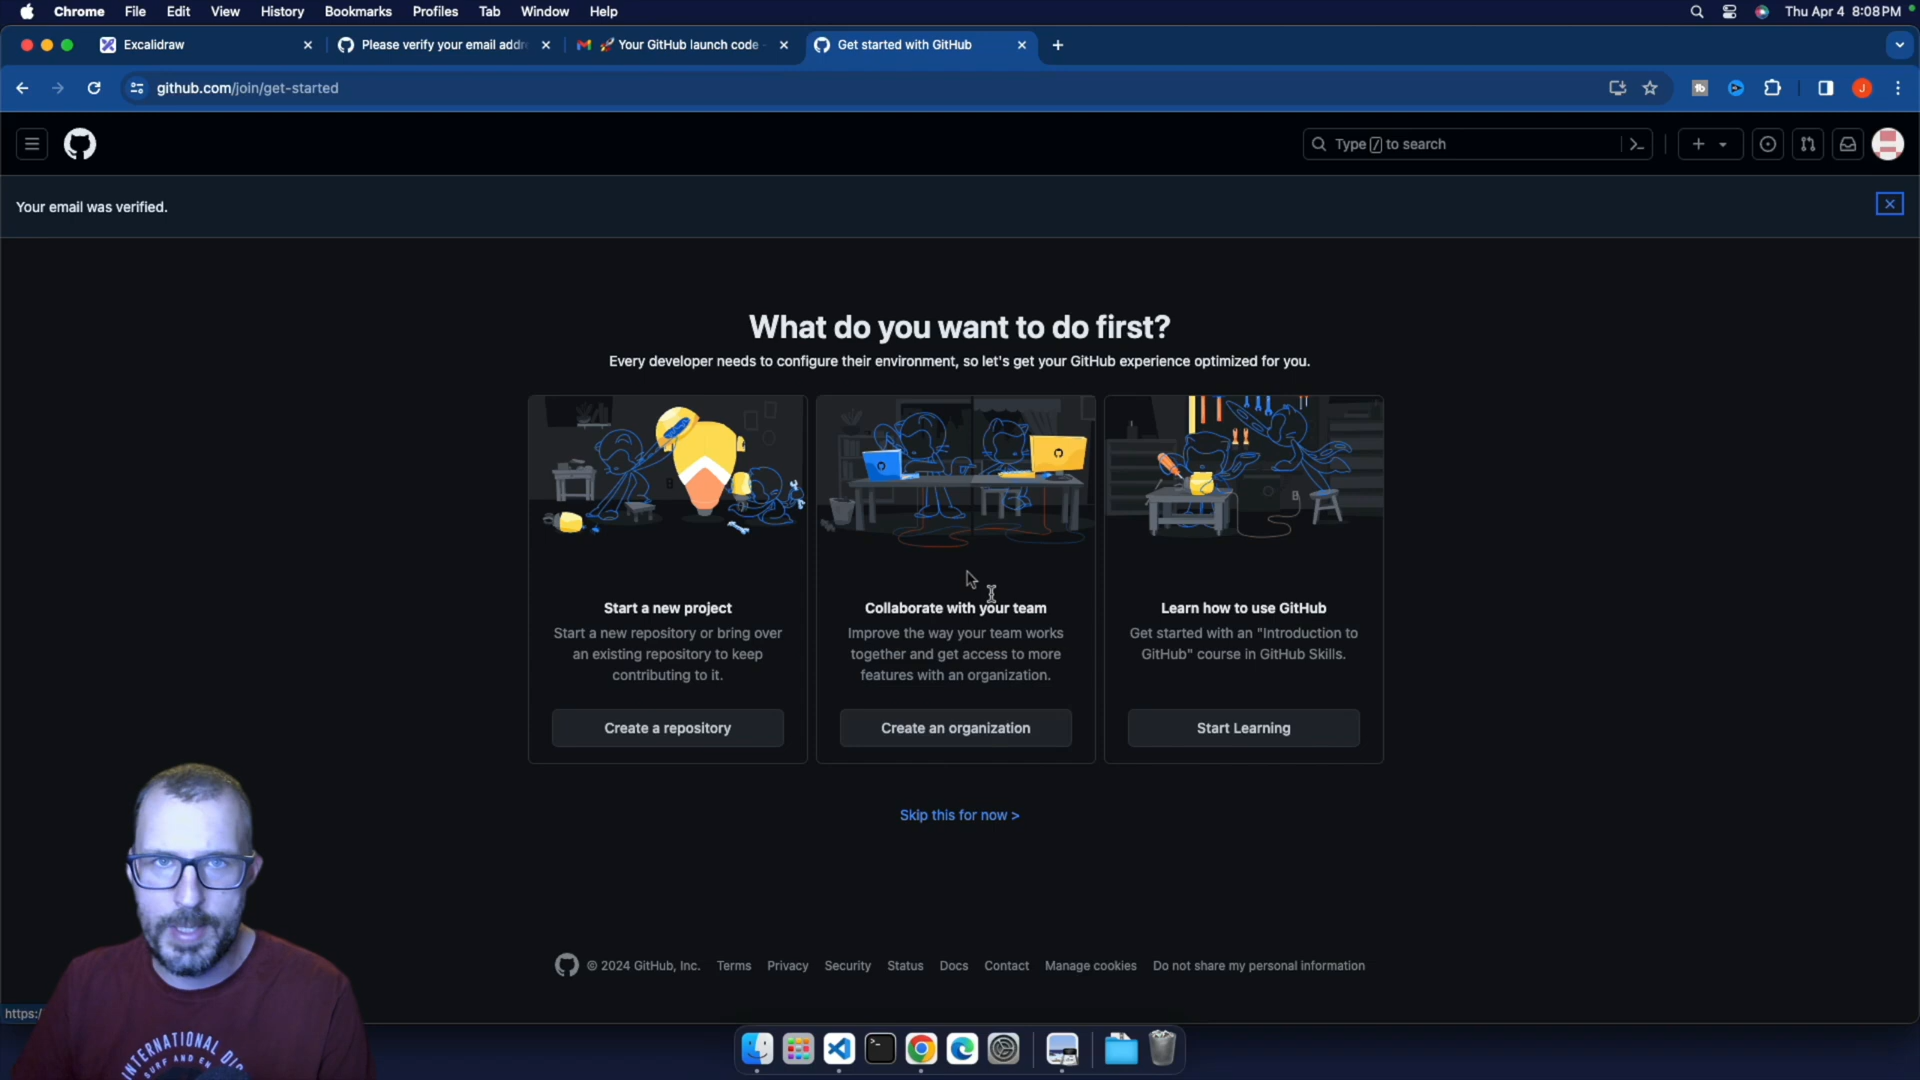 Chrome File Edit View History Bookmarks Profiles Tab Window Help Thu Apr 4 8:08 PM
Excalidraw
Please verify your email addr
🚀 Your GitHub launch code
Get started with GitHub
github.com/join/get-started
Type / to search
Your email was verified.
What do you want to do first?
Every developer needs to configure their environment, so let's get your GitHub experience optimized for you.
Start a new project
Start a new repository or bring over
an existing repository to keep
contributing to it.
Create a repository
Collaborate with your team
Improve the way your team works
together and get access to more
features with an organization.
Create an organization
Learn how to use GitHub
Get started with an "Introduction to
GitHub" course in GitHub Skills.
Start Learning
Skip this for now >
© 2024 GitHub, Inc. Terms Privacy Security Status Docs Contact Manage cookies Do not share my personal information
https:/